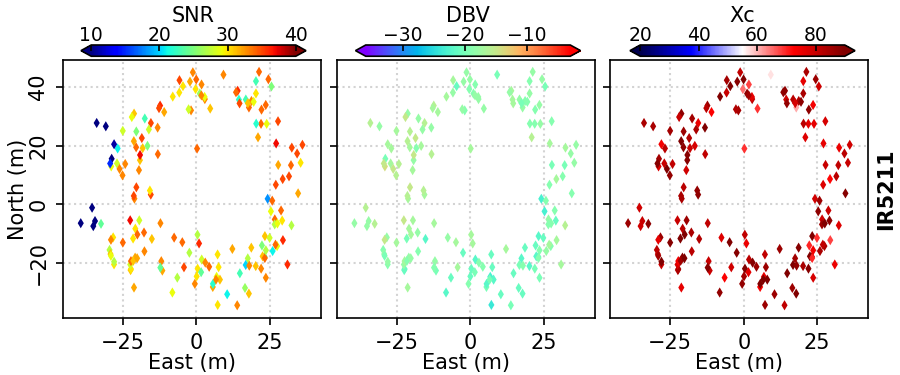 SNR DBV Xc
10 20 30 40 −30 −20 −10 20 40 60 80
North (m)
40
20
0
−20
IR5211
−25 0 25 −25 0 25 −25 0 25
East (m) East (m) East (m)